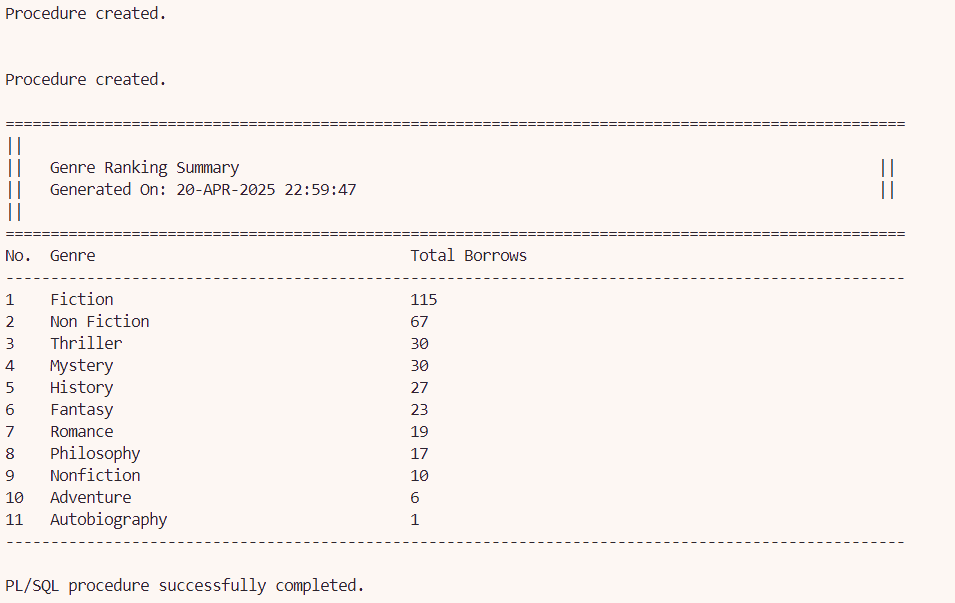 Procedure created.
Procedure created.
====================================================================================================
||
||   Genre Ranking Summary                                                                       ||
||   Generated On: 20-APR-2025 22:59:47                                                          ||
||
====================================================================================================
No.  Genre                                   Total Borrows
----------------------------------------------------------------------------------------------------
1    Fiction                                 115
2    Non Fiction                             67
3    Thriller                                30
4    Mystery                                 30
5    History                                 27
6    Fantasy                                 23
7    Romance                                 19
8    Philosophy                              17
9    Nonfiction                              10
10   Adventure                               6
11   Autobiography                           1
----------------------------------------------------------------------------------------------------
PL/SQL procedure successfully completed.